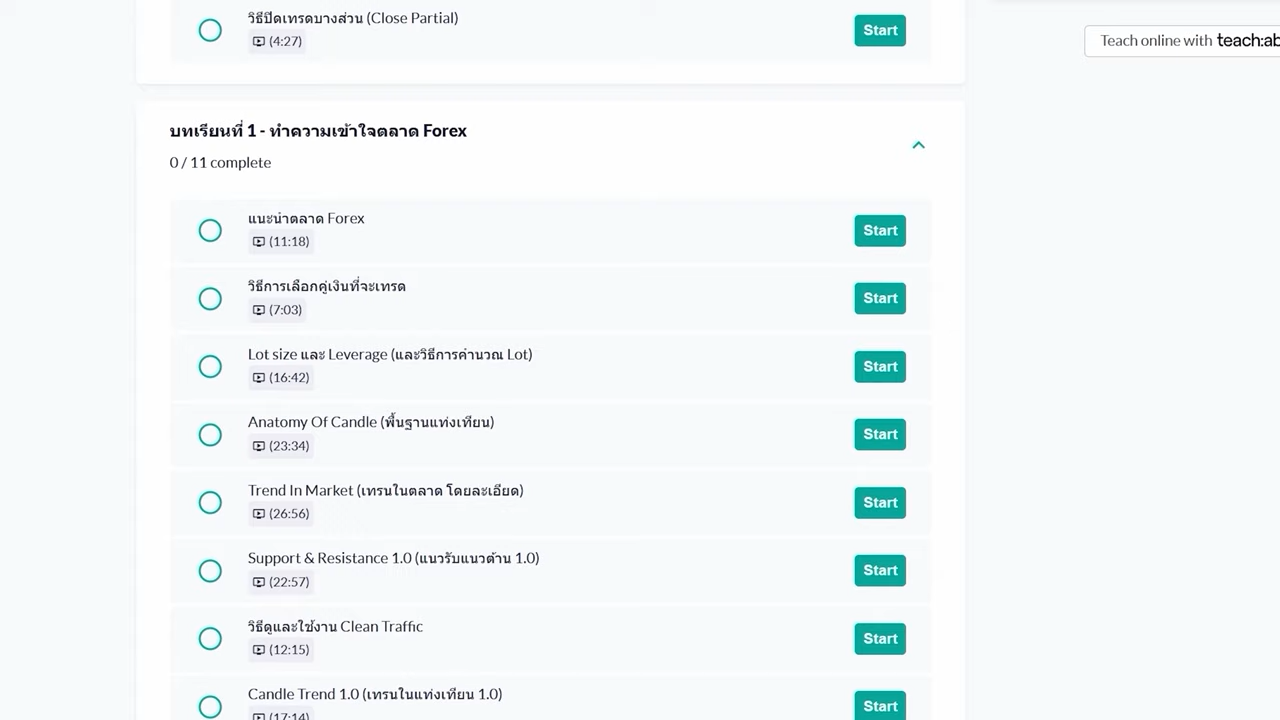 วิธีปิดเทรดบางส่วน (Close Partial)
(4:27)
Start
Teach online with teach:ab
บทเรียนที่ 1 - ทำความเข้าใจตลาด Forex
0 / 11 complete
แนะนำตลาด Forex
(11:18)
Start
วิธีการเลือกคู่เงินที่จะเทรด
(7:03)
Start
Lot size และ Leverage (และวิธีการคำนวณ Lot)
(16:42)
Start
Anatomy Of Candle (พื้นฐานแท่งเทียน)
(23:34)
Start
Trend In Market (เทรนในตลาด โดยละเอียด)
(26:56)
Start
Support & Resistance 1.0 (แนวรับแนวต้าน 1.0)
(22:57)
Start
วิธีดูและใช้งาน Clean Traffic
(12:15)
Start
Candle Trend 1.0 (เทรนในแท่งเทียน 1.0)
(17:14)
Start